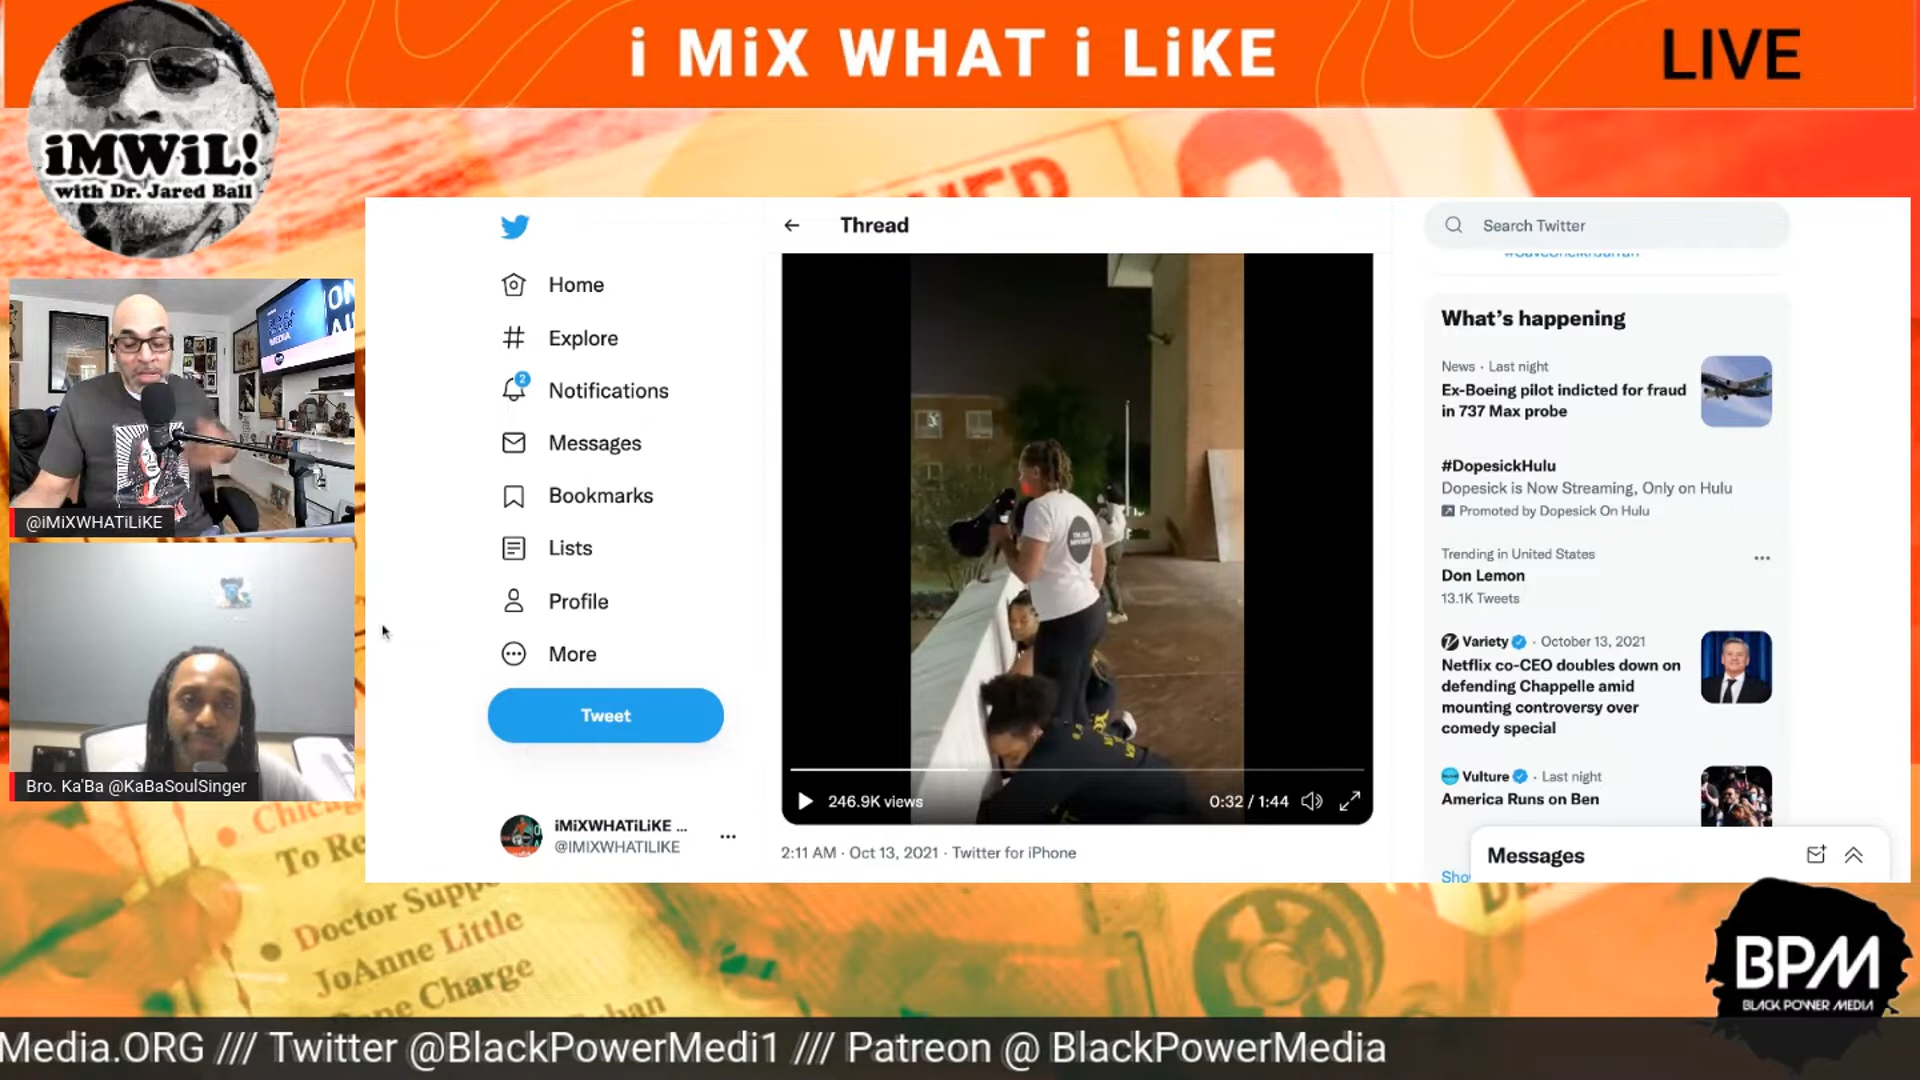 i MiX WHAT i LiKE
LIVE
iMWiL!
with Dr. Jared Ball
Thread
Search Twitter
Home
Explore
2
Notifications
Messages
Bookmarks
Lists
Profile
More
Tweet
iMiXWHATiLiKE ...
@IMIXWHATILIKE
246.9K views
0:32 / 1:44
2:11 AM · Oct 13, 2021 · Twitter for iPhone
What's happening
News · Last night
Ex-Boeing pilot indicted for fraud
in 737 Max probe
#DopesickHulu
Dopesick is Now Streaming, Only on Hulu
Promoted by Dopesick On Hulu
Trending in United States
Don Lemon
13.1K Tweets
Variety · October 13, 2021
Netflix co-CEO doubles down on
defending Chappelle amid
mounting controversy over
comedy special
Vulture · Last night
America Runs on Ben
Sho
Messages
@iMiXWHATiLiKE
Bro. Ka'Ba @KaBaSoulSinger
To Re
Doctor Supp
JoAnne Little
Charge
BPM
BLACK POWER MEDIA
Media.ORG /// Twitter @BlackPowerMedi1 /// Patreon @ BlackPowerMedia